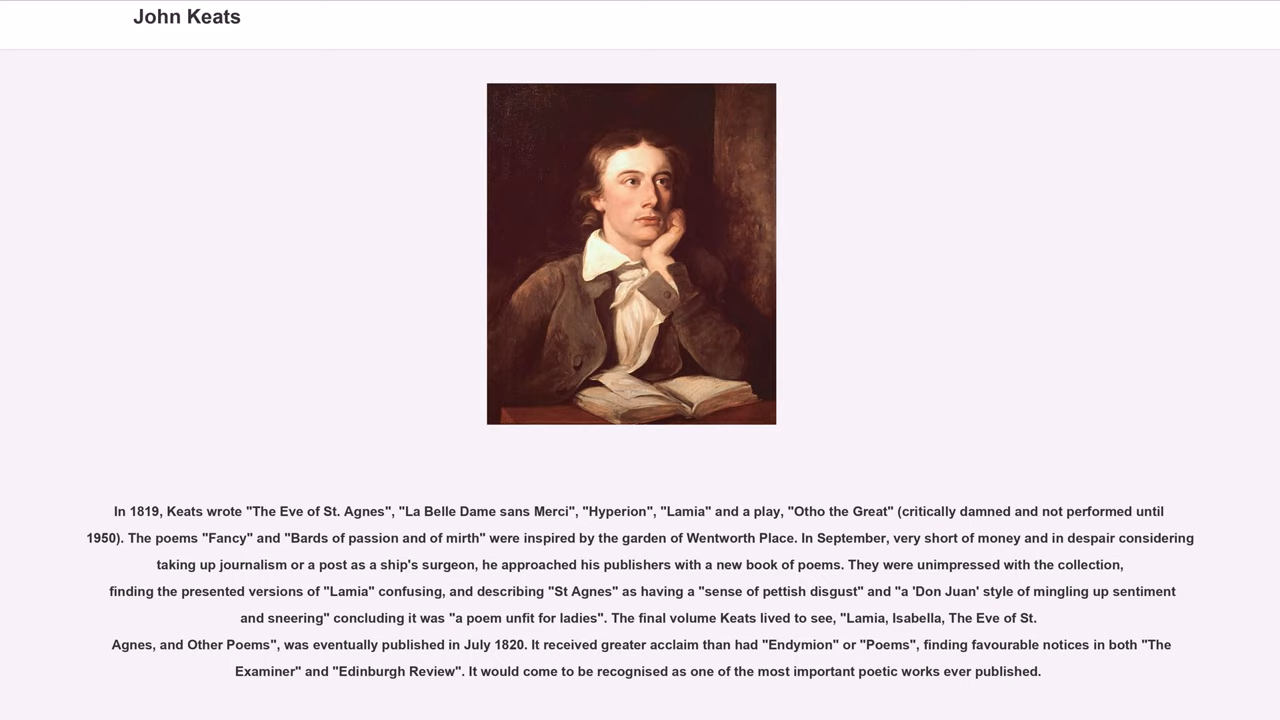 John Keats
In 1819, Keats wrote "The Eve of St. Agnes", "La Belle Dame sans Merci", "Hyperion", "Lamia" and a play, "Otho the Great" (critically damned and not performed until
1950). The poems "Fancy" and "Bards of passion and of mirth" were inspired by the garden of Wentworth Place. In September, very short of money and in despair considering
taking up journalism or a post as a ship's surgeon, he approached his publishers with a new book of poems. They were unimpressed with the collection,
finding the presented versions of "Lamia" confusing, and describing "St Agnes" as having a "sense of pettish disgust" and "a 'Don Juan' style of mingling up sentiment
and sneering" concluding it was "a poem unfit for ladies". The final volume Keats lived to see, "Lamia, Isabella, The Eve of St.
Agnes, and Other Poems", was eventually published in July 1820. It received greater acclaim than had "Endymion" or "Poems", finding favourable notices in both "The
Examiner" and "Edinburgh Review". It would come to be recognised as one of the most important poetic works ever published.